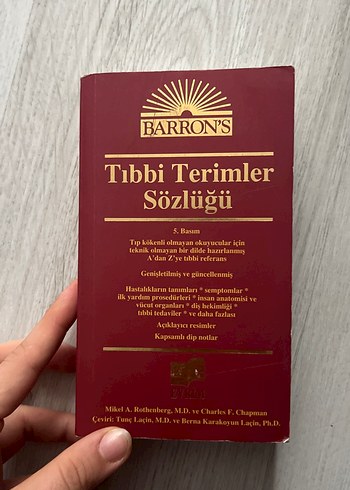 BARRON'S
Tıbbi Terimler
Sözlüğü
5. Basım
Tıp kökenli olmayan okuyucular için
teknik olmayan bir dilde hazırlanmış
A'dan Z'ye tıbbi referans
Genişletilmiş ve güncellenmiş
Hastalıkların tanımları * semptomlar *
ilk yardım prosedürleri * insan anatomisi ve
vücut organları * diş hekimliği *
tıbbi tedaviler * ve daha fazlası
Açıklayıcı resimler
Kapsamlı dip notlar
Mikel A. Rothenberg, M.D. ve Charles F. Chapman
Çeviri: Tunç Laçin, M.D. ve Berna Karakoyun Laçin, Ph.D.